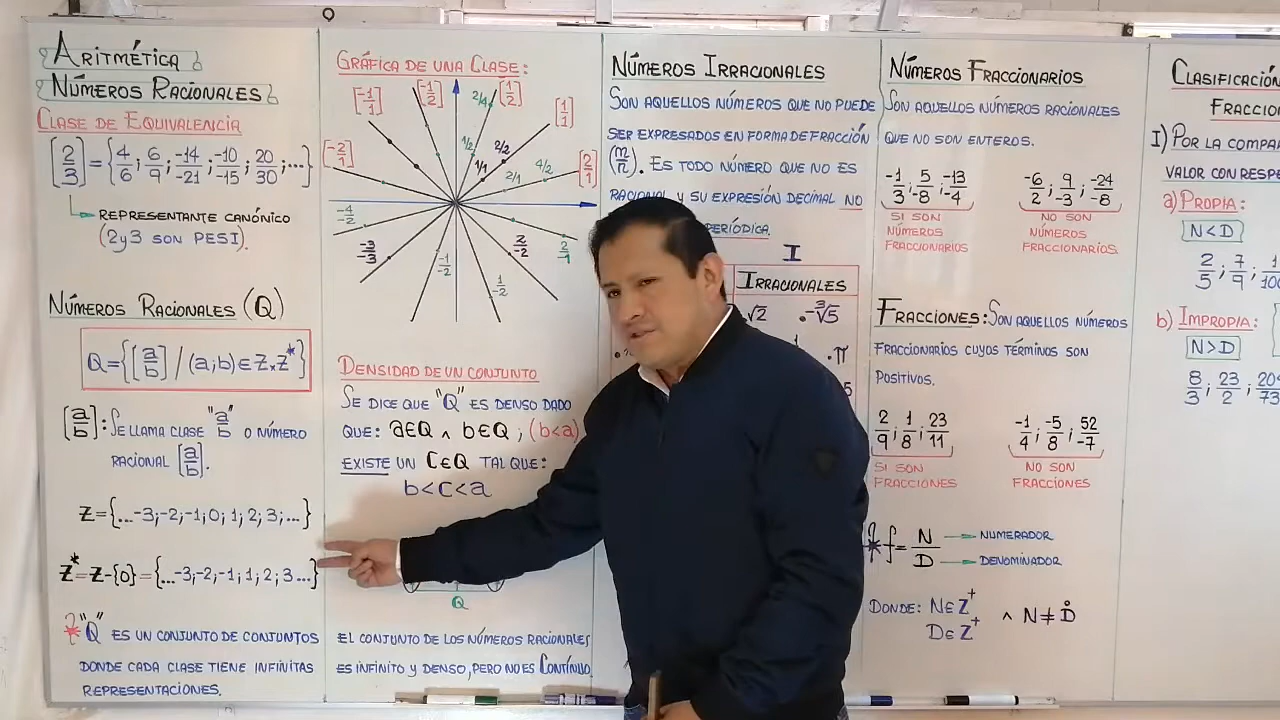 ARITMÉTICA
NÚMEROS RACIONALES
CLASE DE EQUIVALENCIA
[2/3]={4/6; 6/9; -14/-21; -10/-15; 20/30; ...}
REPRESENTANTE CANÓNICO
(2 y 3 SON PESI).
NÚMEROS RACIONALES (Q)
Q={[a/b] / (a;b)∈Z×Z*}
[a/b]: SE LLAMA CLASE "a/b" O NÚMERO
RACIONAL [a/b].
Z={...-3;-2;-1;0;1;2;3;...}
Z*=Z-{0}={...-3;-2;-1;1;2;3...}
* "Q" ES UN CONJUNTO DE CONJUNTOS
DONDE CADA CLASE TIENE INFINITAS
REPRESENTACIONES.
GRÁFICA DE UNA CLASE:
[-1/1] [-1/2] 2/4 [1/2] [1/1]
[-2/1] 1/2 1/1 2/2 2/1 4/2 [2/1]
-4/-2 -3/-3 -1/-2 1/-2 2/-2 2/-1
DENSIDAD DE UN CONJUNTO
SE DICE QUE "Q" ES DENSO DADO
QUE: a∈Q ∧ b∈Q ; (b<a)
EXISTE UN C∈Q TAL QUE:
b<c<a
Q
EL CONJUNTO DE LOS NÚMEROS RACIONALES
ES INFINITO Y DENSO, PERO NO ES CONTÍNUO.
NÚMEROS IRRACIONALES
SON AQUELLOS NÚMEROS QUE NO PUEDE
SER EXPRESADOS EN FORMA DE FRACCIÓN
(m/n). ES TODO NÚMERO QUE NO ES
RACIONAL Y SU EXPRESIÓN DECIMAL NO
PERIÓDICA.
I
IRRACIONALES
√2 •-∛5
•π
NÚMEROS FRACCIONARIOS
SON AQUELLOS NÚMEROS RACIONALES
QUE NO SON ENTEROS.
-1/3; 5/-8; -13/-4
SI SON
NÚMEROS
FRACCIONARIOS
-6/2; 9/-3; -24/-8
NO SON
NÚMEROS
FRACCIONARIOS
FRACCIONES: SON AQUELLOS NÚMEROS
FRACCIONARIOS CUYOS TÉRMINOS SON
POSITIVOS.
2/9; 1/8; 23/11
SI SON
FRACCIONES
-1/4; -5/8; 52/-7
NO SON
FRACCIONES
* f=N/D
NUMERADOR
DENOMINADOR
DONDE: N∈Z⁺
D∈Z⁺
∧ N≠D̊
CLASIFICACIÓN
I) POR LA
VALOR CON
a) PROPIA:
N<D
2/5; 7/9;
b) IMPROPIA:
N>D
8/3; 23/2;